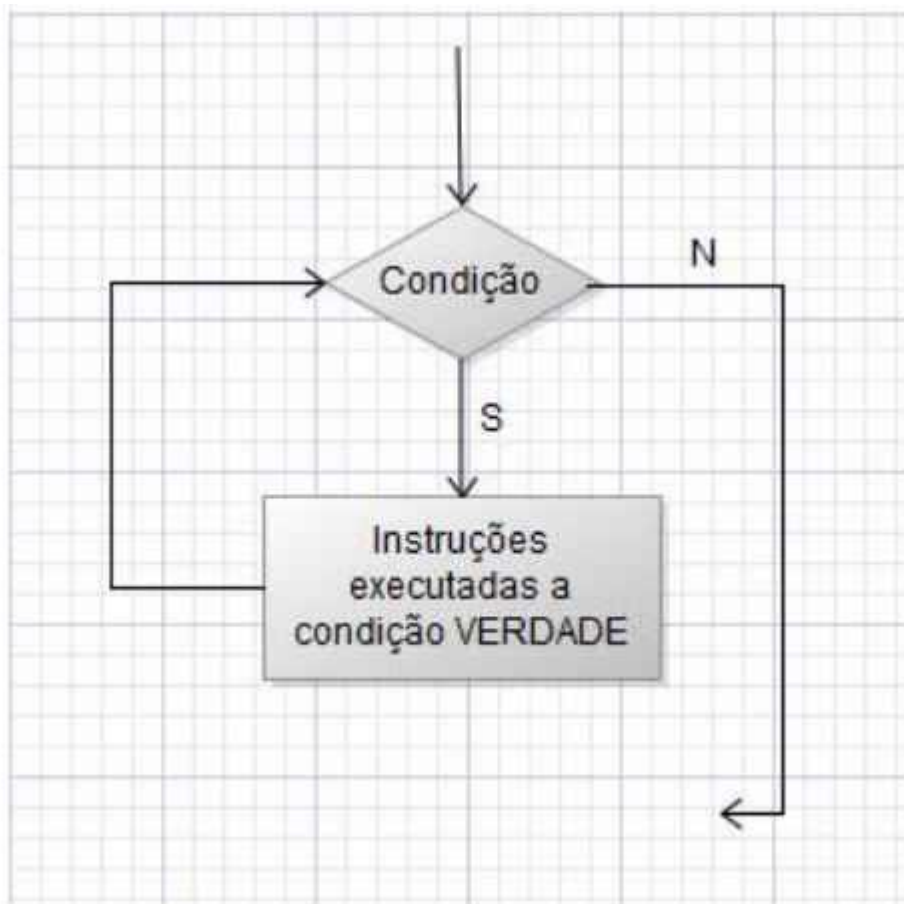 Condição
N
S
Instruções
executadas a
condição VERDADE